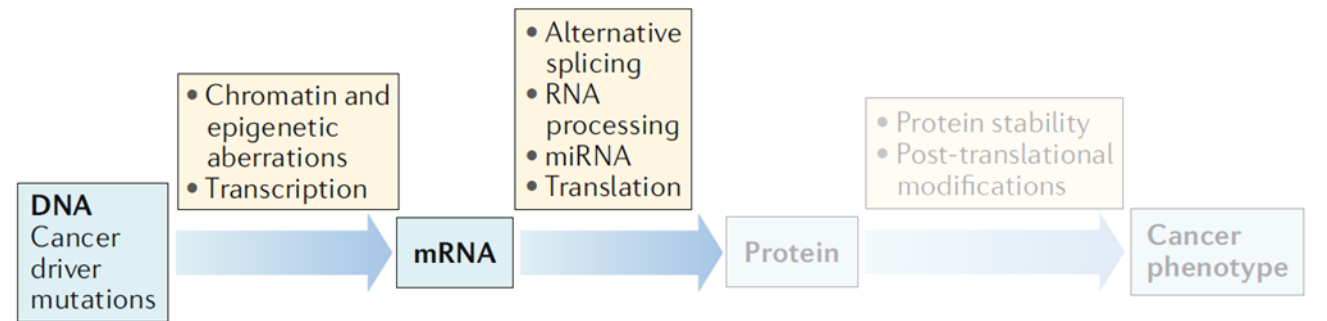 DNA
Cancer
driver
mutations
• Chromatin and
epigenetic
aberrations
• Transcription
mRNA
• Alternative
splicing
• RNA
processing
• miRNA
• Translation
Protein
• Protein stability
• Post-translational
modifications
Cancer
phenotype